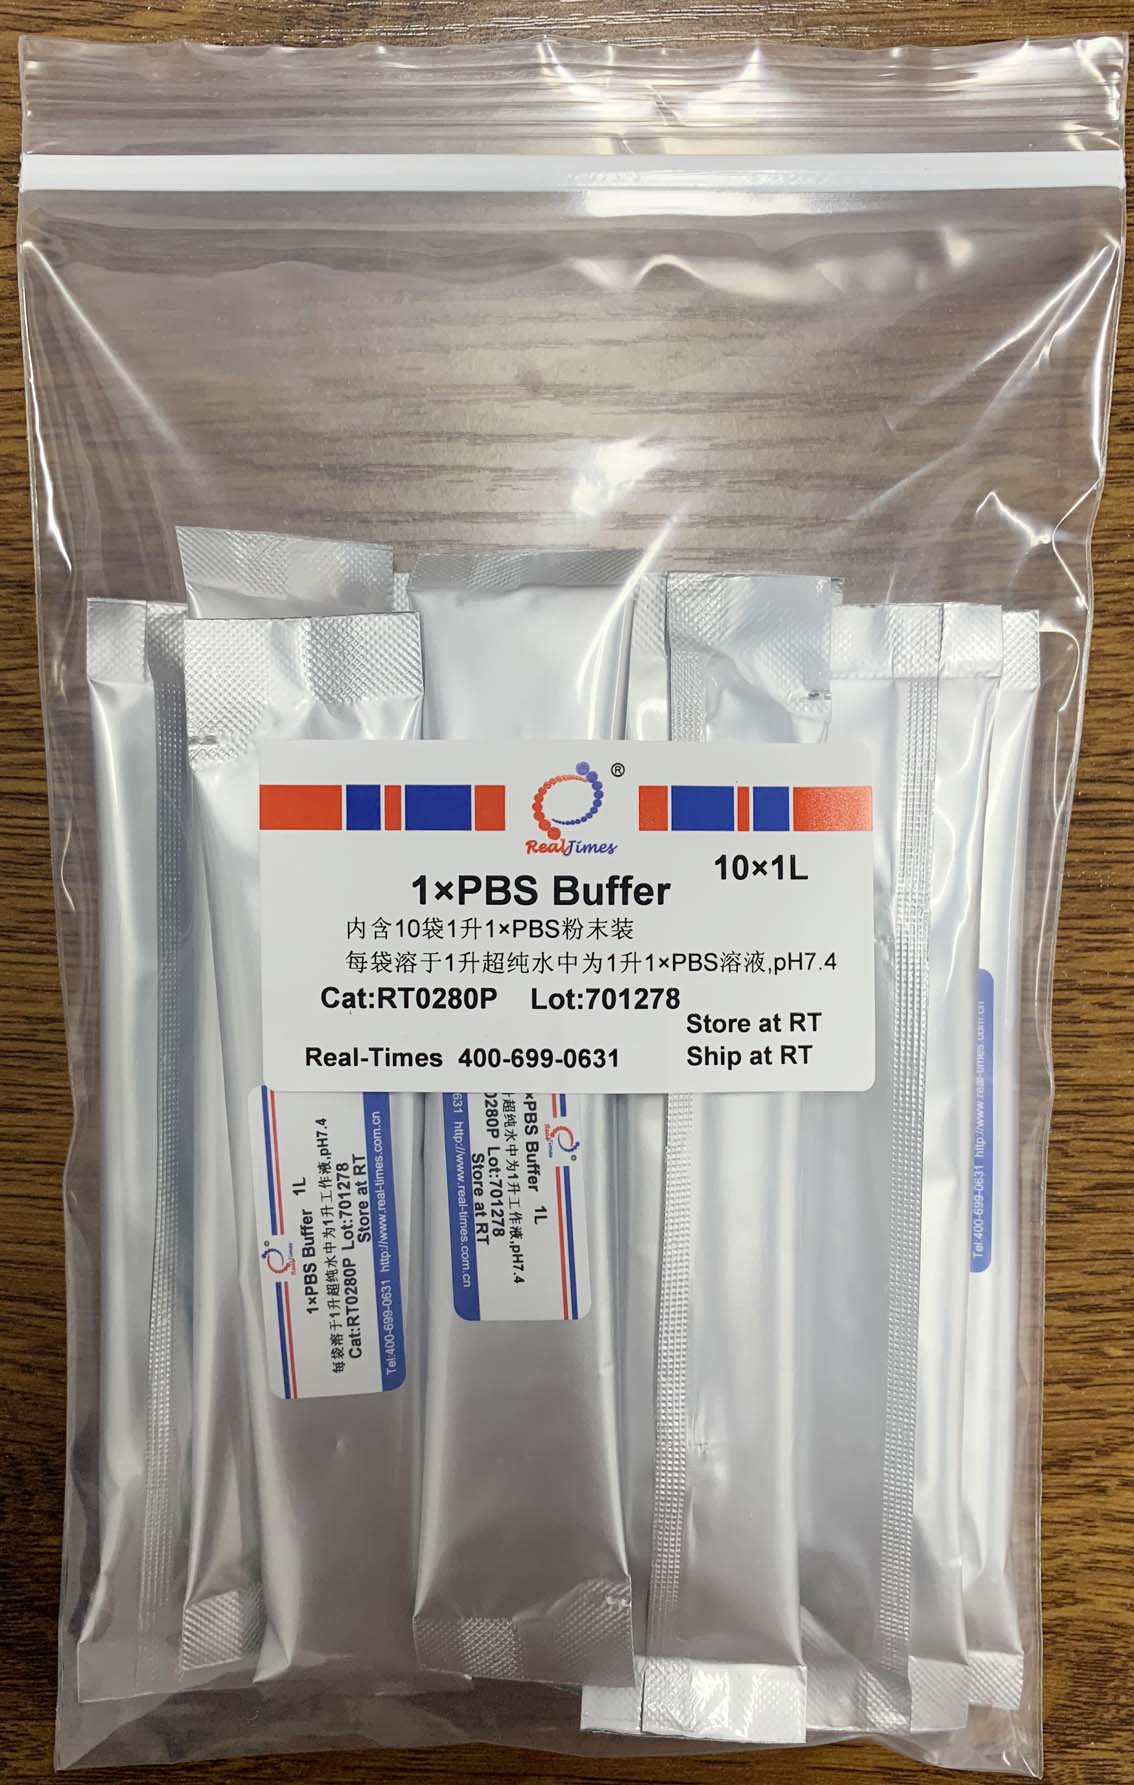 ®
RealTimes
10×1L
1×PBS Buffer
内含10袋1升1×PBS粉末装
每袋溶于1升超纯水中为1升1×PBS溶液,pH7.4
Cat:RT0280P Lot:701278
Store at RT
Real-Times 400-699-0631
Ship at RT
RealTimes
1×PBS Buffer 1L
每袋溶于1升超纯水中为1升工作液,pH7.4
Cat:RT0280P Lot:701278
Store at RT
Tel:400-699-0631 http://www.real-times.com.cn
RealTimes
×PBS Buffer 1L
升超纯水中为1升工作液,pH7.4
0280P Lot:701278
Store at RT
631 http://www.real-times.com.cn
Tel:400-699-0631 http://www.real-times.com.cn